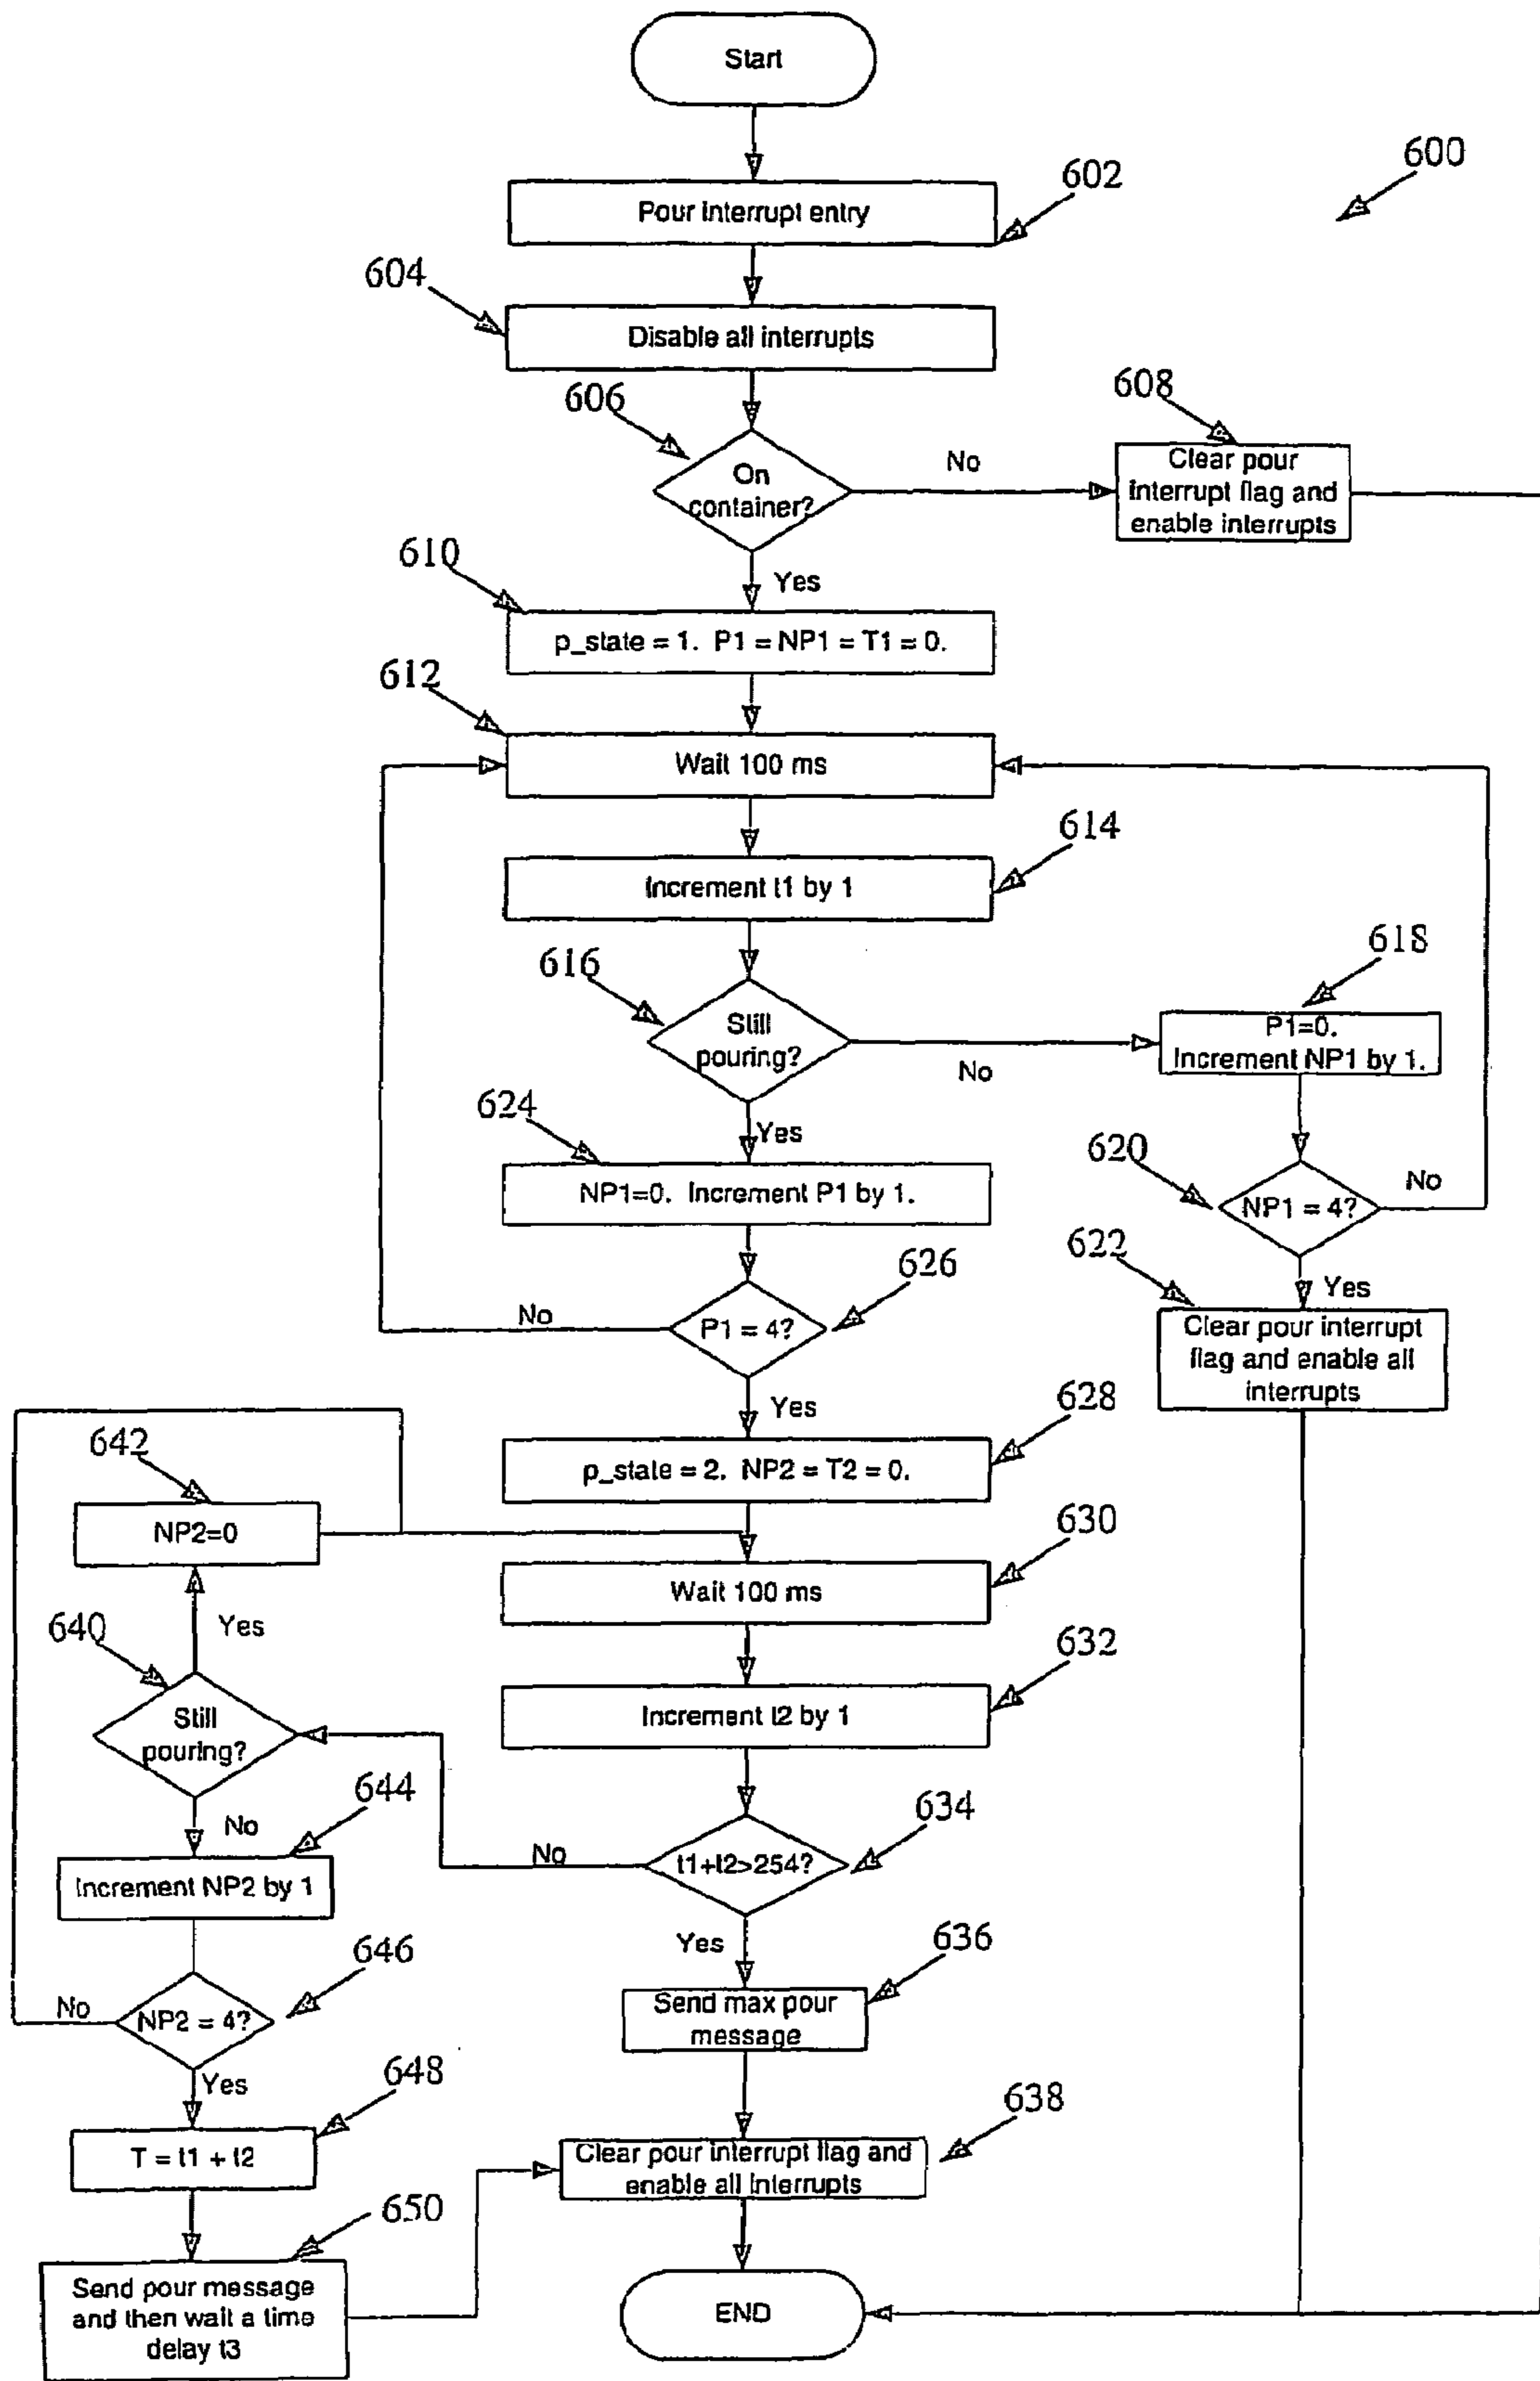 Start
600
602
Pour interrupt entry
604
Disable all interrupts
606
608
On
container?
No
Clear pour
interrupt flag and
enable interrupts
Yes
610
p_state = 1. P1 = NP1 = T1 = 0.
612
Wait 100 ms
614
Increment t1 by 1
616
618
Still
pouring?
No
P1=0.
Increment NP1 by 1.
Yes
624
NP1=0. Increment P1 by 1.
620
NP1 = 4?
No
622
Yes
626
No
P1 = 4?
Clear pour interrupt
flag and enable all
interrupts
Yes
628
p_state = 2. NP2 = T2 = 0.
642
NP2=0
630
Wait 100 ms
Yes
640
632
Still
pouring?
Increment t2 by 1
644
No
634
No
t1+t2>254?
Increment NP2 by 1
Yes
636
646
No
NP2 = 4?
Send max pour
message
Yes
648
638
T = t1 + t2
Clear pour interrupt flag and
enable all interrupts
650
Send pour message
and then wait a time
delay t3
END